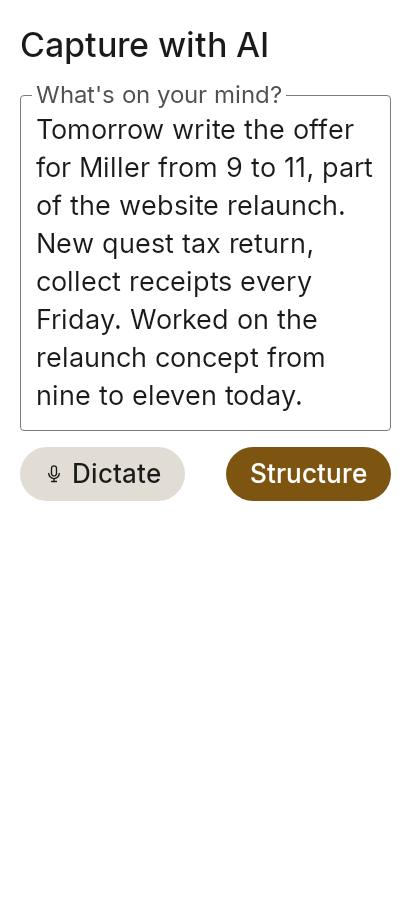 Capture with AI
What's on your mind?
Tomorrow write the offer
for Miller from 9 to 11, part
of the website relaunch.
New quest tax return,
collect receipts every
Friday. Worked on the
relaunch concept from
nine to eleven today.
Dictate
Structure